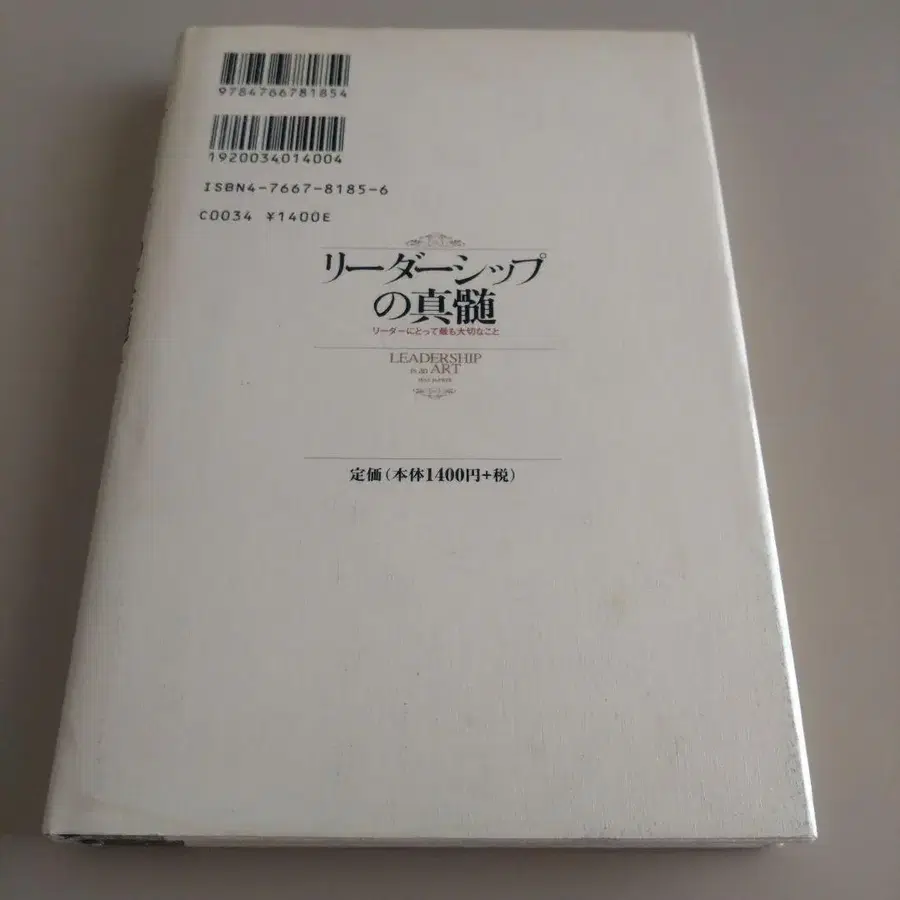 9784766781854
1920034014004
ISBN4-7667-8185-6
C0034 ¥1400E
リーダーシップ
の真髄
リーダーにとって最も大切なこと
LEADERSHIP
is an ART
定価(本体1400円+税)